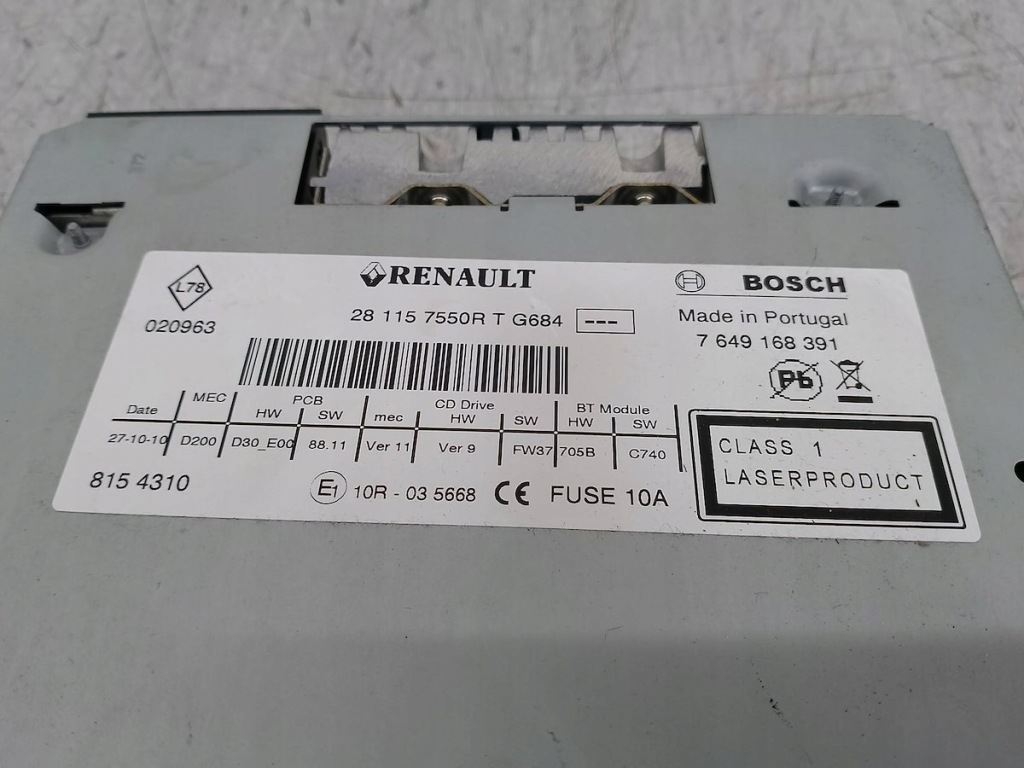 L78
020963
RENAULT
28 115 7550R T G684 ---
BOSCH
Made in Portugal
7 649 168 391
Pb
MEC PCB CD Drive BT Module
Date HW SW mec HW SW HW SW
27-10-10 D200 D30_E00 88.11 Ver 11 Ver 9 FW37 705B C740
815 4310
E1 10R - 03 5668 CE FUSE 10A
CLASS 1
LASERPRODUCT